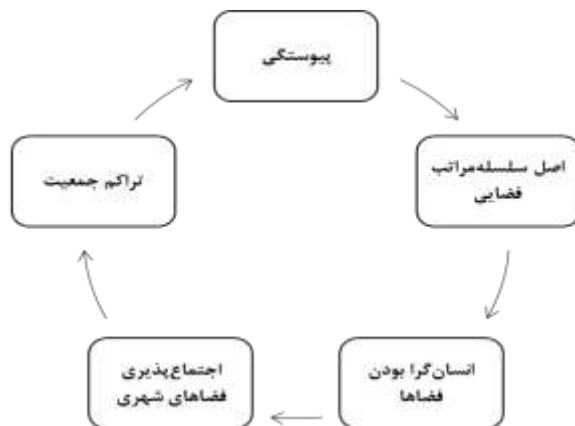 پیوستگی
اصل سلسله‌مراتب
فضایی
انسان‌گرا بودن
فضاها
اجتماع‌پذیری
فضاهای شهری
تراکم جمعیت